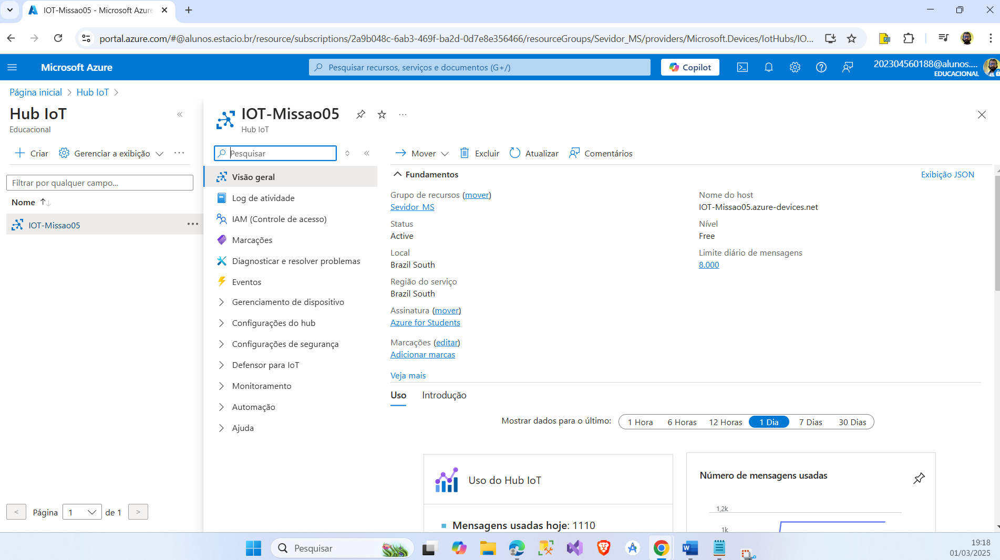 IOT-Missao05 - Microsoft Azure
portal.azure.com/#@alunos.estacio.br/resource/subscriptions/2a9b048c-6ab3-469f-ba2d-0d7e8e356466/resourceGroups/Sevidor_MS/providers/Microsoft.Devices/IotHubs/IO...
Microsoft Azure
Pesquisar recursos, serviços e documentos (G+/)
Copilot
202304560188@alunos....
EDUCACIONAL
Página inicial > Hub IoT >
Hub IoT
Educacional
Criar
Gerenciar a exibição
Filtrar por qualquer campo...
Nome
IOT-Missao05
Página 1 de 1
IOT-Missao05
Hub IoT
Pesquisar
Visão geral
Log de atividade
IAM (Controle de acesso)
Marcações
Diagnosticar e resolver problemas
Eventos
Gerenciamento de dispositivo
Configurações do hub
Configurações de segurança
Defensor para IoT
Monitoramento
Automação
Ajuda
Mover
Excluir
Atualizar
Comentários
Fundamentos
Exibição JSON
Grupo de recursos (mover)
Sevidor_MS
Status
Active
Local
Brazil South
Região do serviço
Brazil South
Assinatura (mover)
Azure for Students
Marcações (editar)
Adicionar marcas
Veja mais
Nome do host
IOT-Missao05.azure-devices.net
Nível
Free
Limite diário de mensagens
8.000
Uso
Introdução
Mostrar dados para o último:
1 Hora
6 Horas
12 Horas
1 Dia
7 Dias
30 Dias
Uso do Hub IoT
Mensagens usadas hoje: 1110
Número de mensagens usadas
1,2k
1k
Pesquisar
19:18
01/03/2025